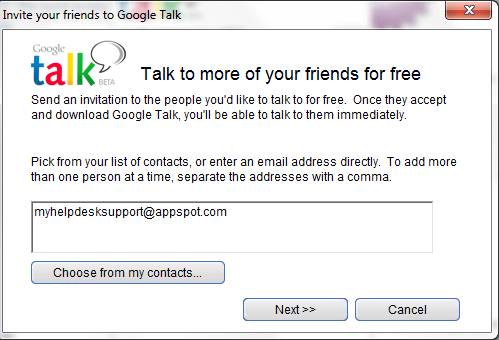 Invite your friends to Google Talk
Google
talk
BETA
Talk to more of your friends for free
Send an invitation to the people you'd like to talk to for free. Once they accept
and download Google Talk, you'll be able to talk to them immediately.
Pick from your list of contacts, or enter an email address directly. To add more
than one person at a time, separate the addresses with a comma.
myhelpdesksupport@appspot.com
Choose from my contacts...
Next >>
Cancel